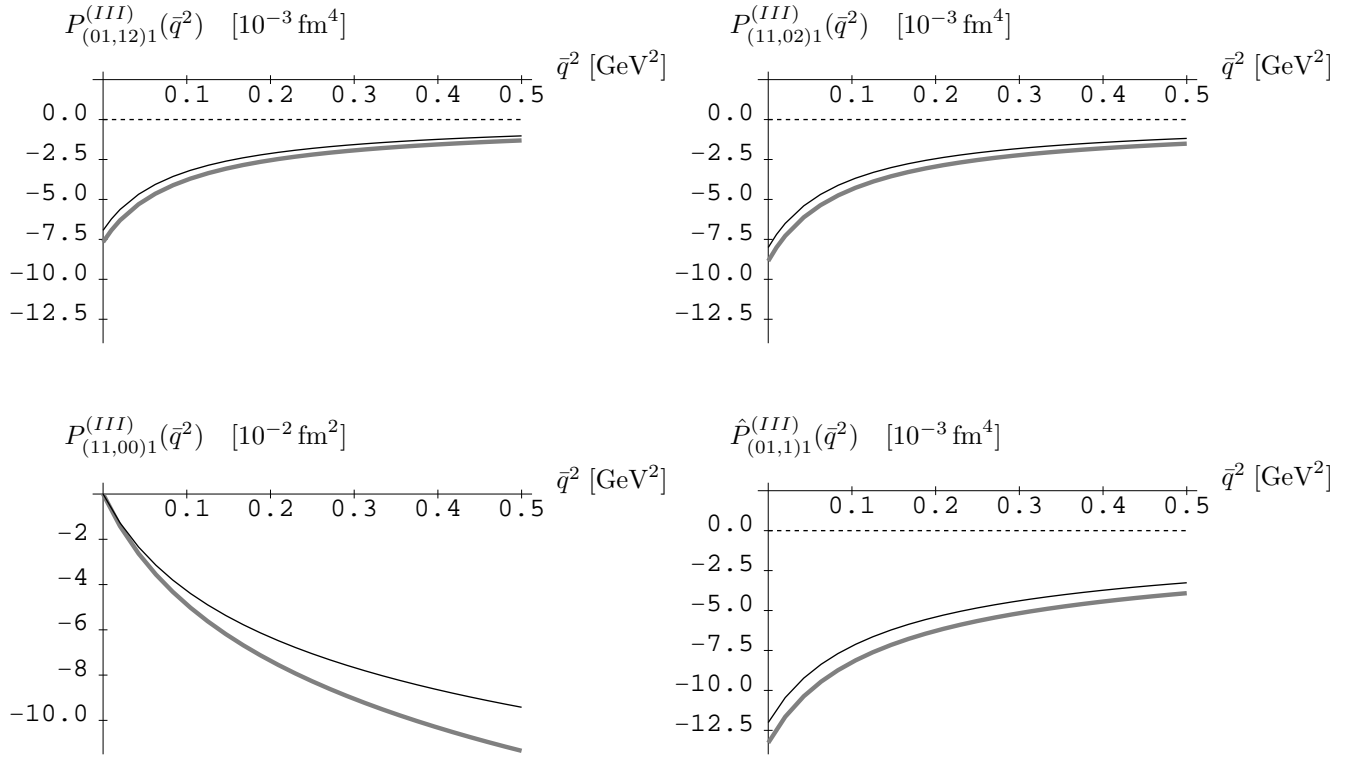 P^{(III)}_{(01,12)1}(q̄²) [10⁻³ fm⁴]
q̄² [GeV²]
0.1 0.2 0.3 0.4 0.5
0.0
−2.5
−5.0
−7.5
−10.0
−12.5
P^{(III)}_{(11,02)1}(q̄²) [10⁻³ fm⁴]
q̄² [GeV²]
0.1 0.2 0.3 0.4 0.5
0.0
−2.5
−5.0
−7.5
−10.0
−12.5
P^{(III)}_{(11,00)1}(q̄²) [10⁻² fm²]
q̄² [GeV²]
0.1 0.2 0.3 0.4 0.5
−2
−4
−6
−8
−10.0
P̂^{(III)}_{(01,1)1}(q̄²) [10⁻³ fm⁴]
q̄² [GeV²]
0.1 0.2 0.3 0.4 0.5
0.0
−2.5
−5.0
−7.5
−10.0
−12.5